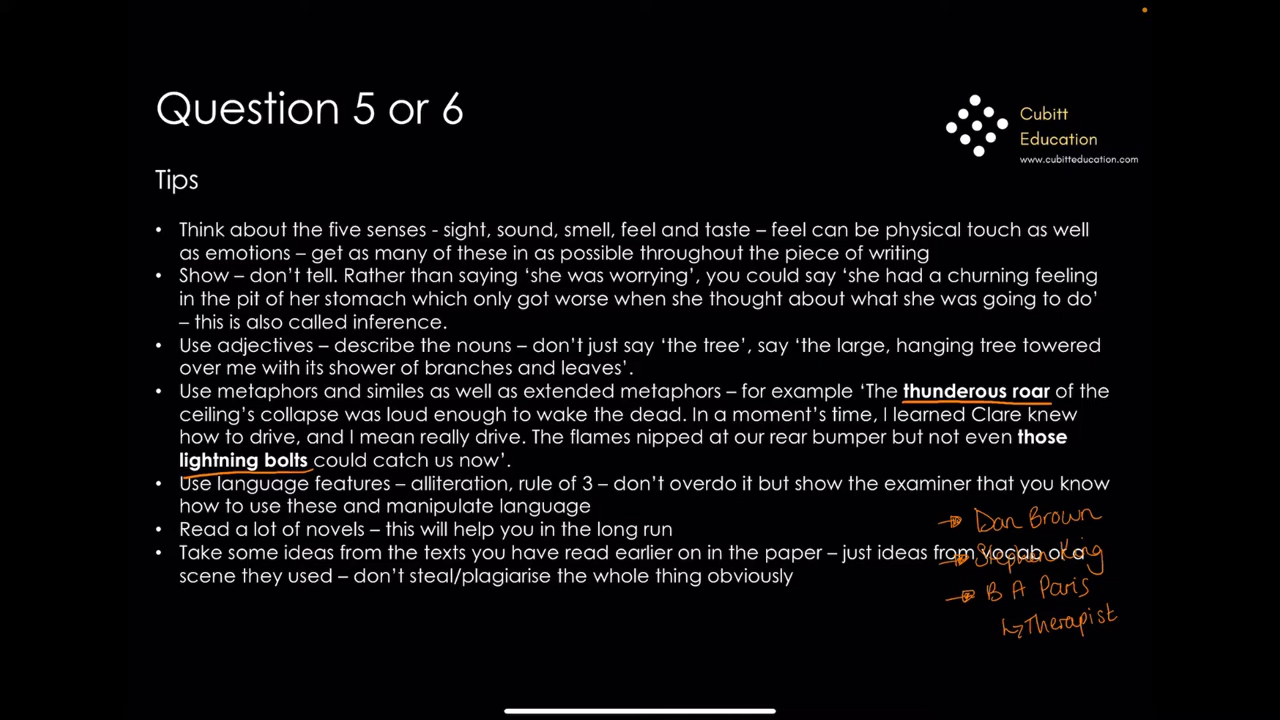 Question 5 or 6
Cubitt
Education
www.cubitteducation.com
Tips
• Think about the five senses - sight, sound, smell, feel and taste – feel can be physical touch as well
as emotions – get as many of these in as possible throughout the piece of writing
• Show – don't tell. Rather than saying 'she was worrying', you could say 'she had a churning feeling
in the pit of her stomach which only got worse when she thought about what she was going to do'
– this is also called inference.
• Use adjectives – describe the nouns – don't just say 'the tree', say 'the large, hanging tree towered
over me with its shower of branches and leaves'.
• Use metaphors and similes as well as extended metaphors – for example 'The thunderous roar of the
ceiling's collapse was loud enough to wake the dead. In a moment's time, I learned Clare knew
how to drive, and I mean really drive. The flames nipped at our rear bumper but not even those
lightning bolts could catch us now'.
• Use language features – alliteration, rule of 3 – don't overdo it but show the examiner that you know
how to use these and manipulate language
• Read a lot of novels – this will help you in the long run
• Take some ideas from the texts you have read earlier on in the paper – just ideas from vocab or a
scene they used – don't steal/plagiarise the whole thing obviously
Dan Brown
Stephen King
B A Paris
Therapist